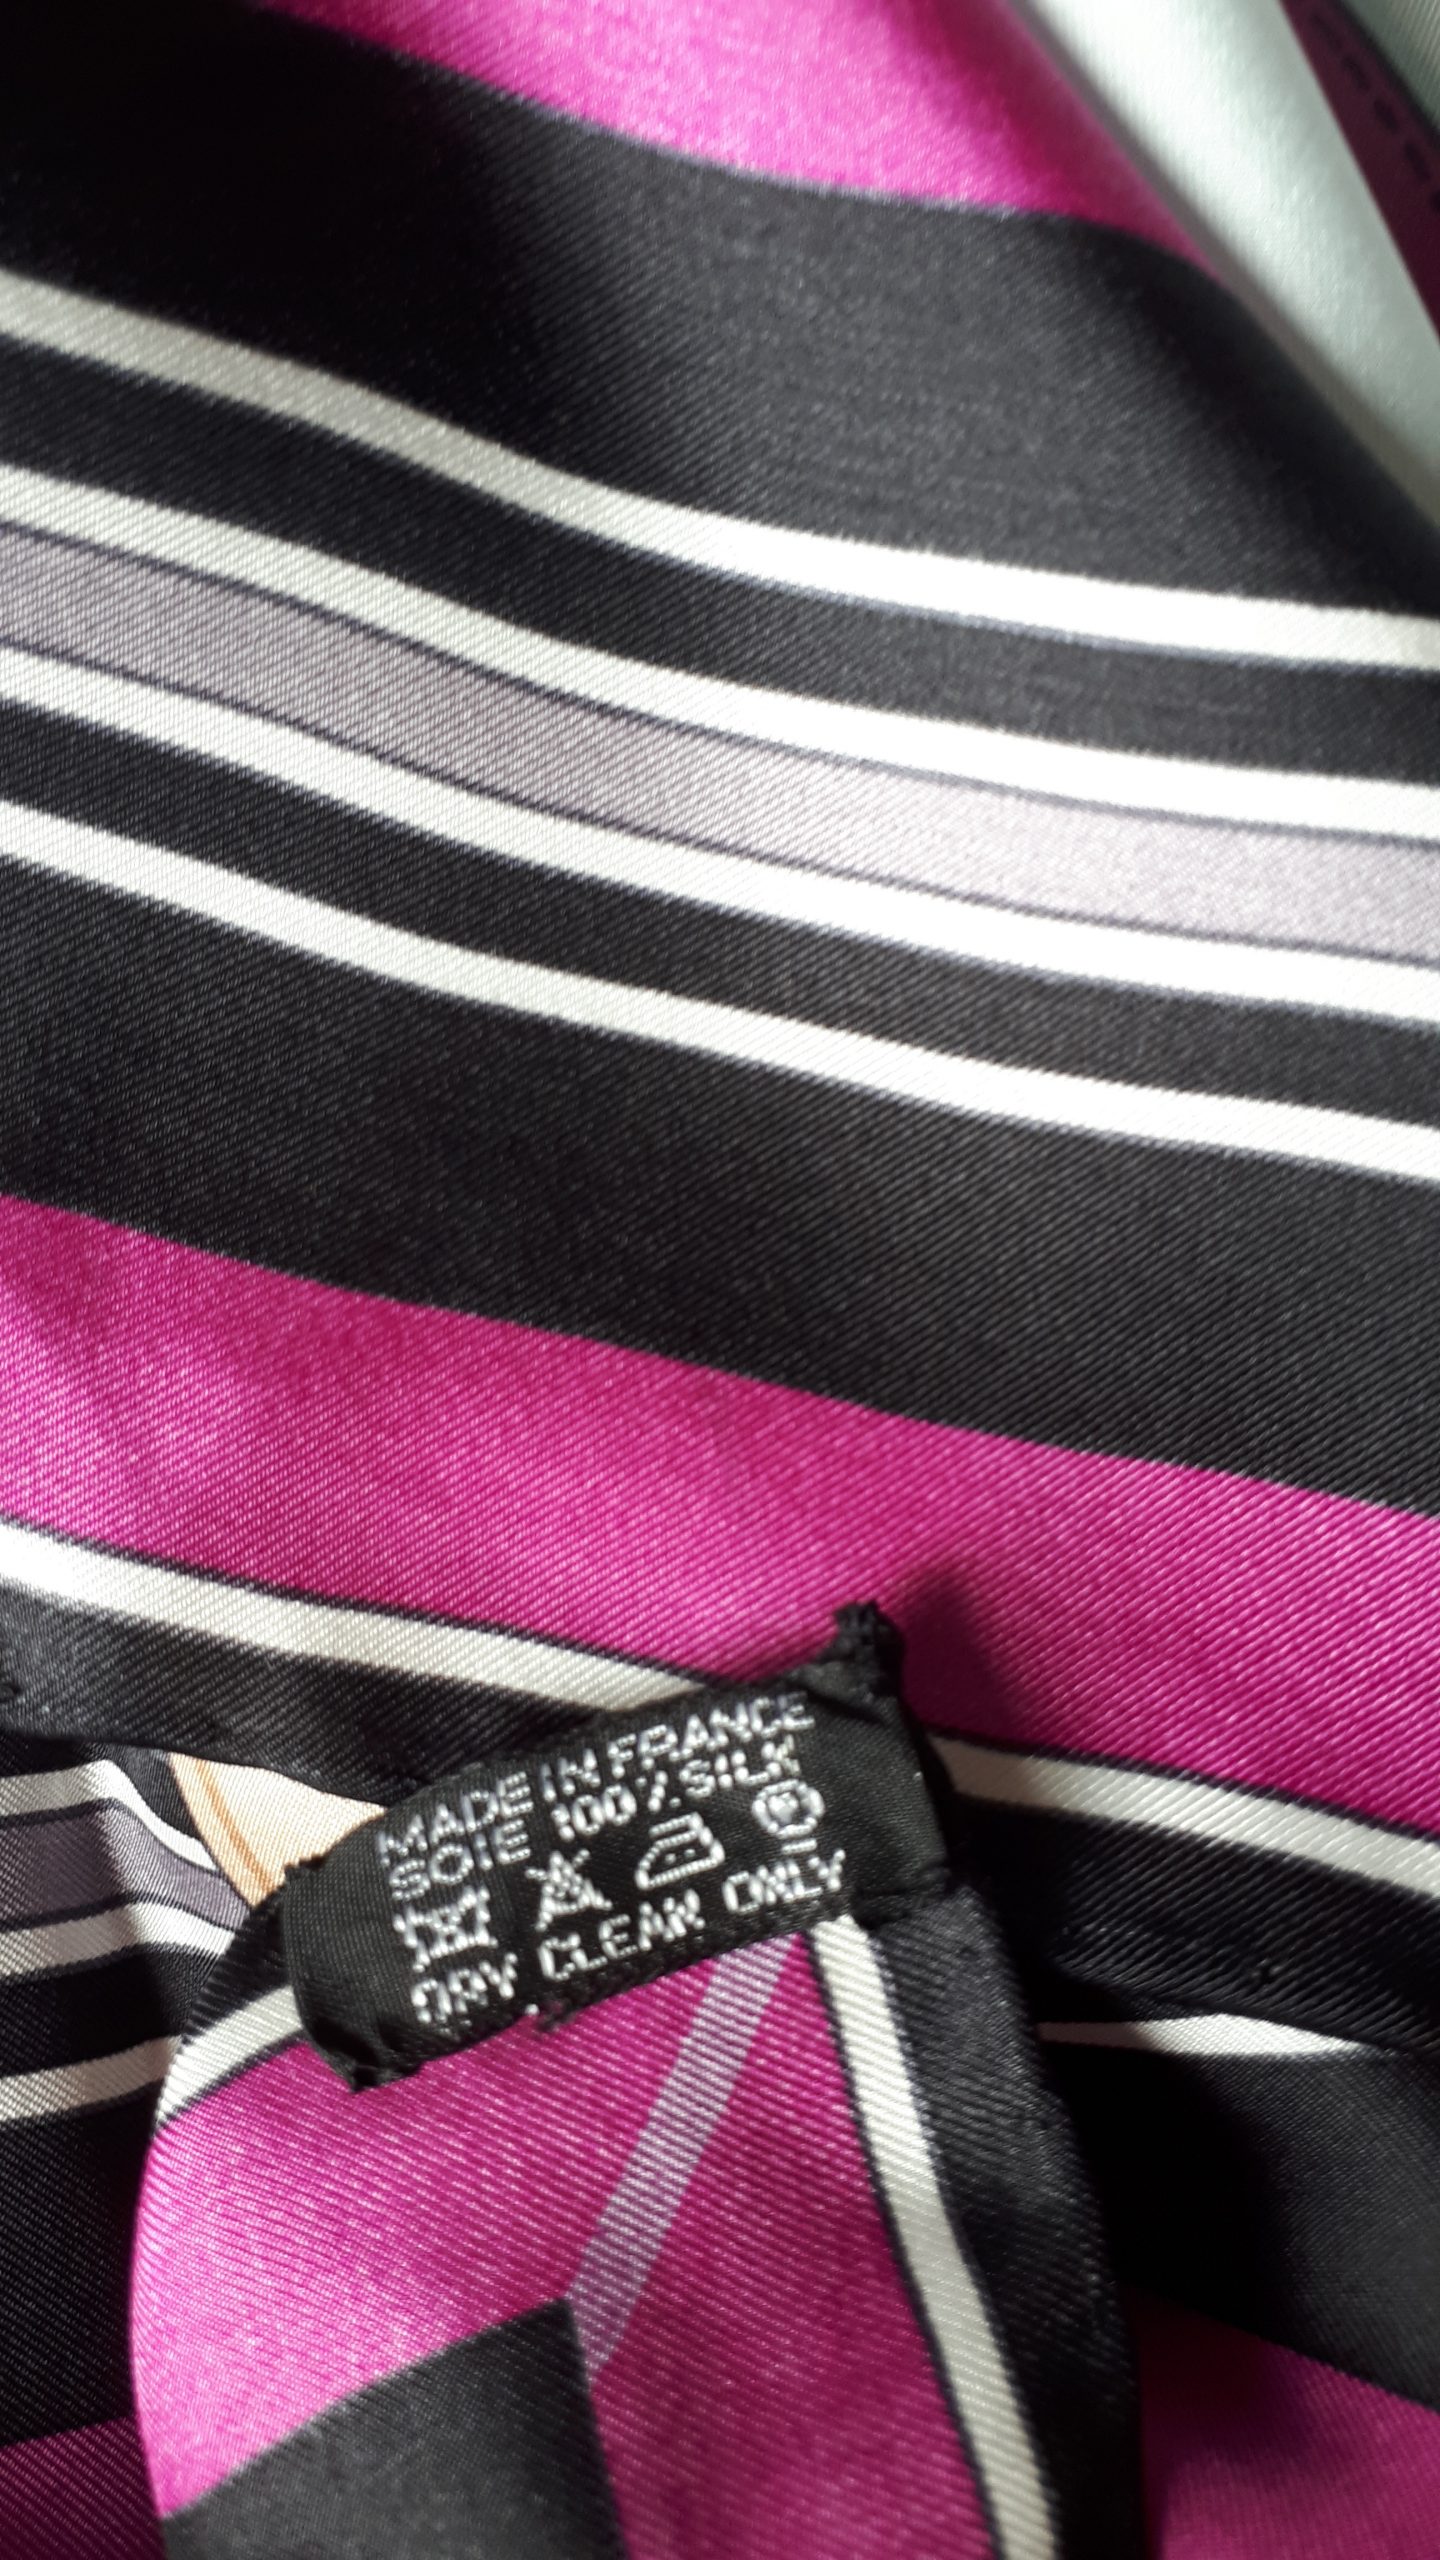 MADE IN FRANCE
SOIE 100% SILK
DRY CLEAN ONLY